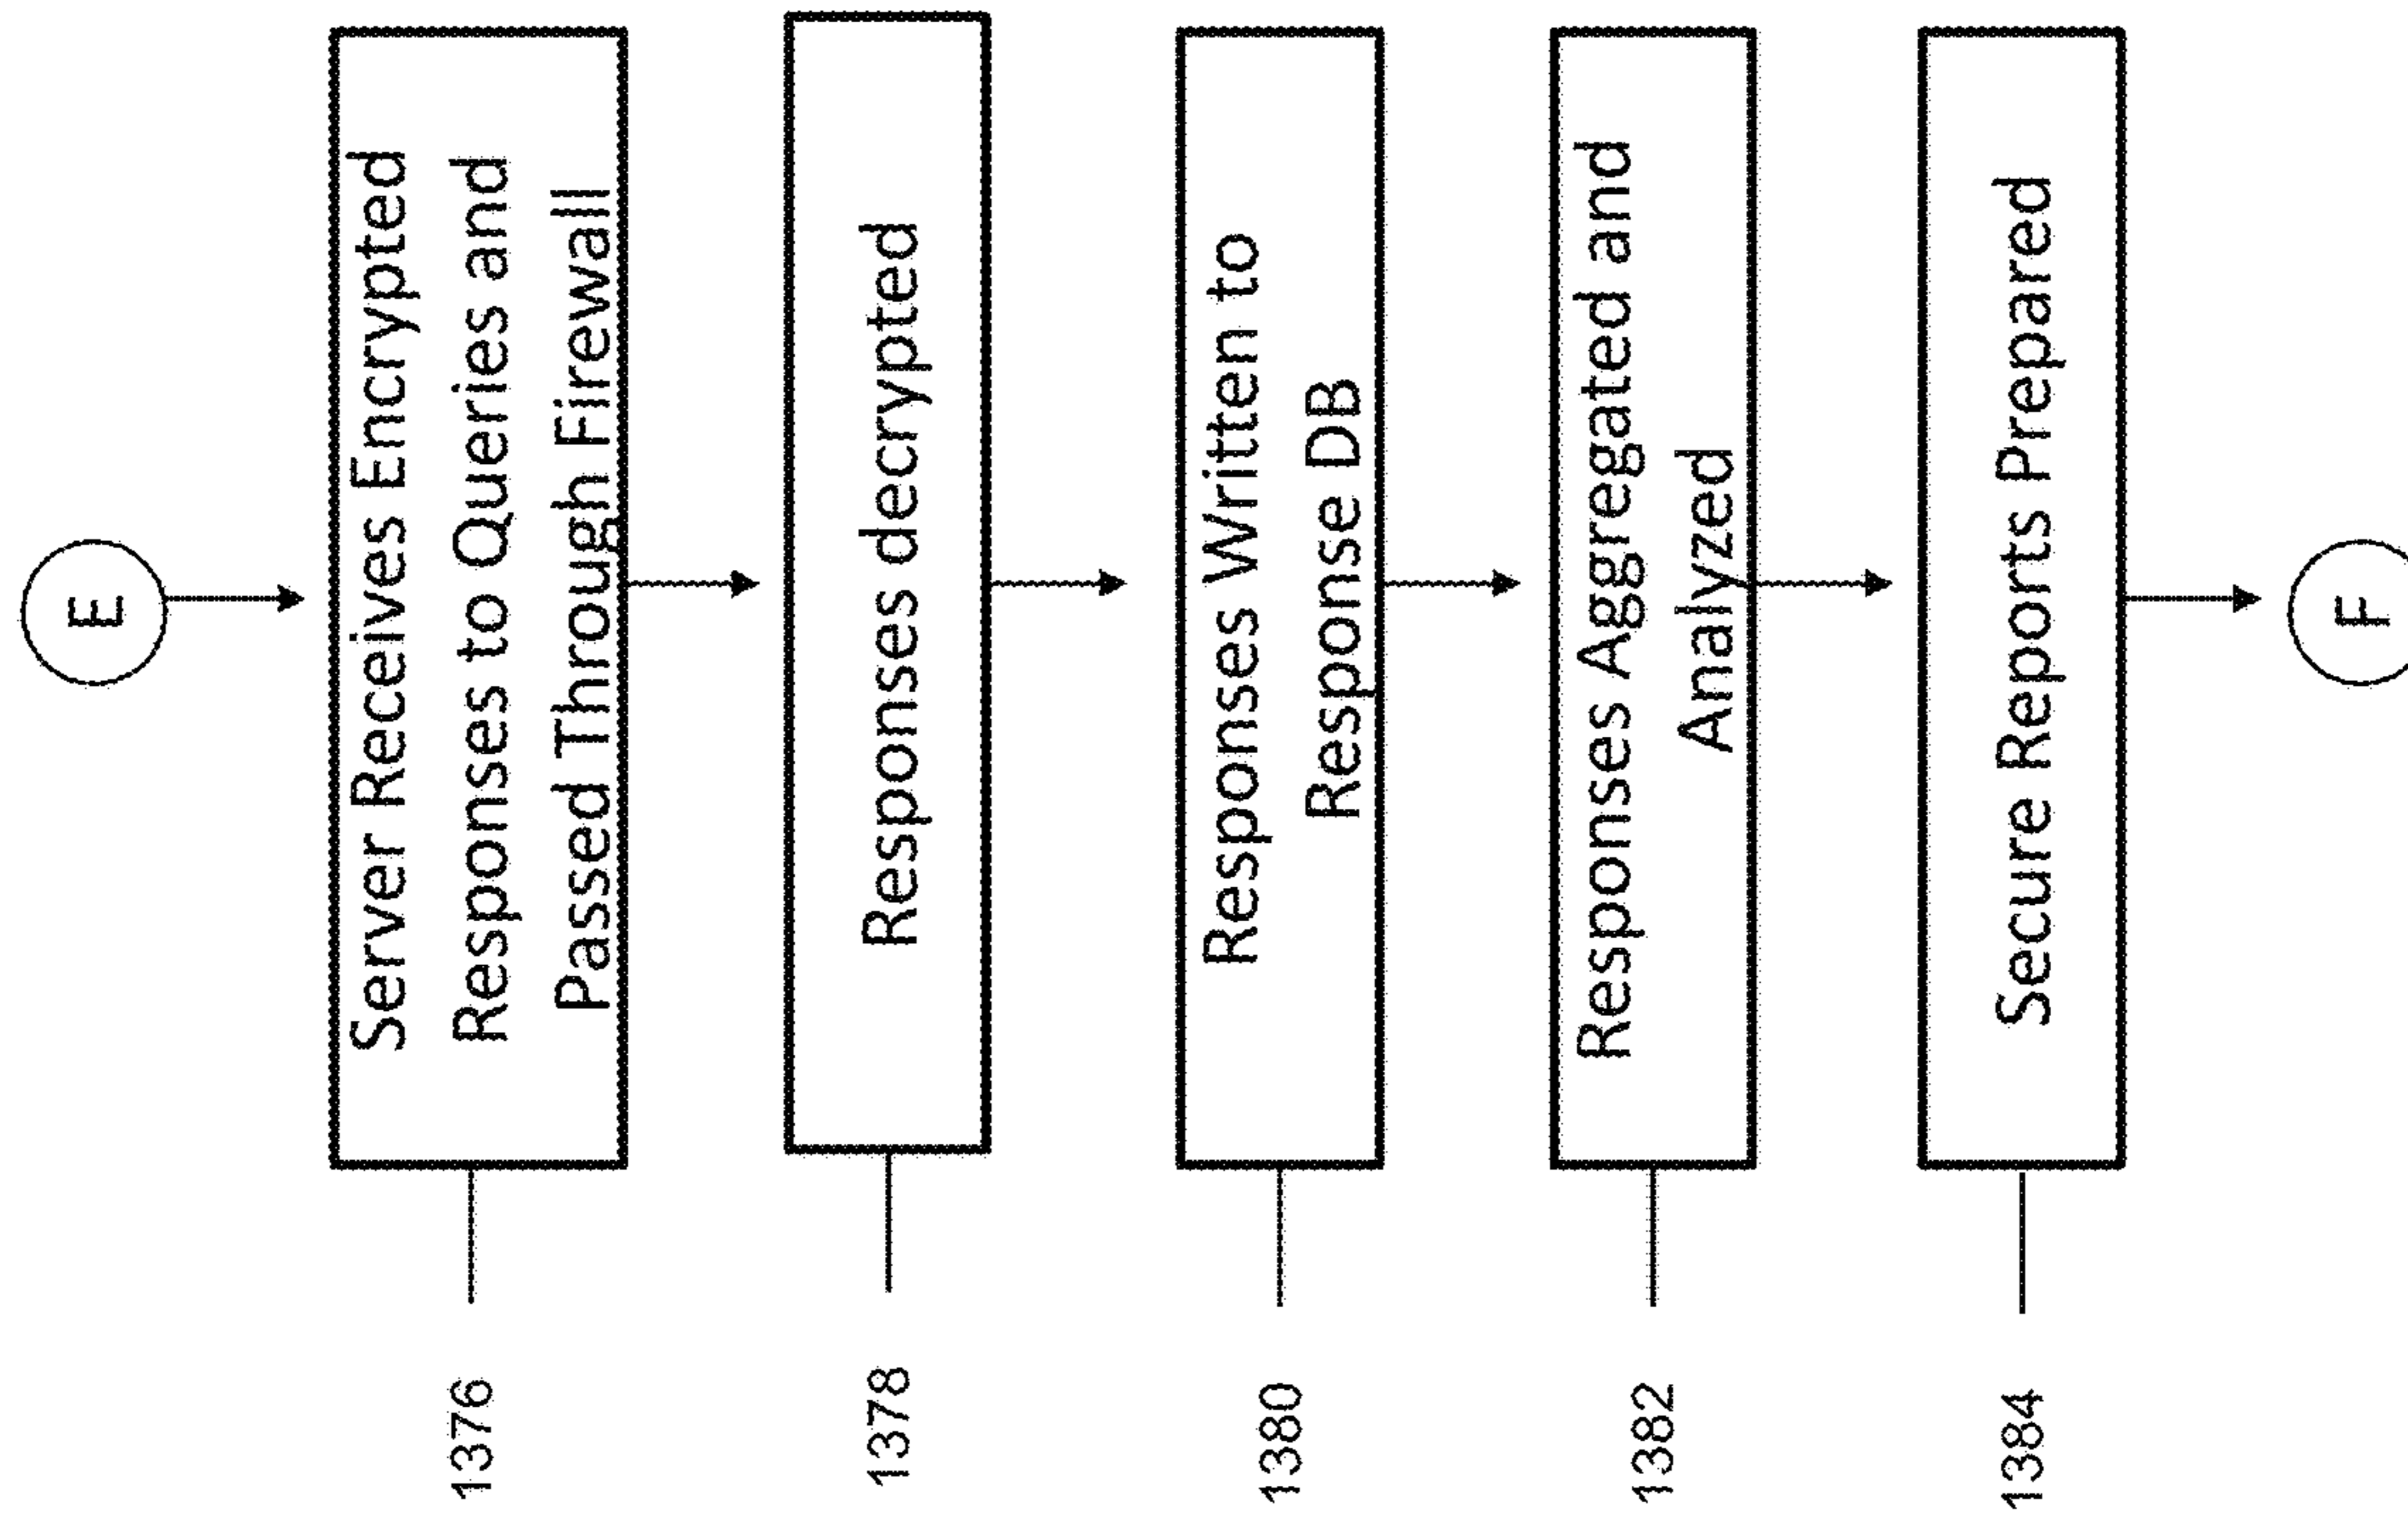 E
1376
Server Receives Encrypted
Responses to Queries and
Passed Through Firewall
1378
Responses decrypted
1380
Responses Written to
Response DB
1382
Responses Aggregated and
Analyzed
1384
Secure Reports Prepared
F